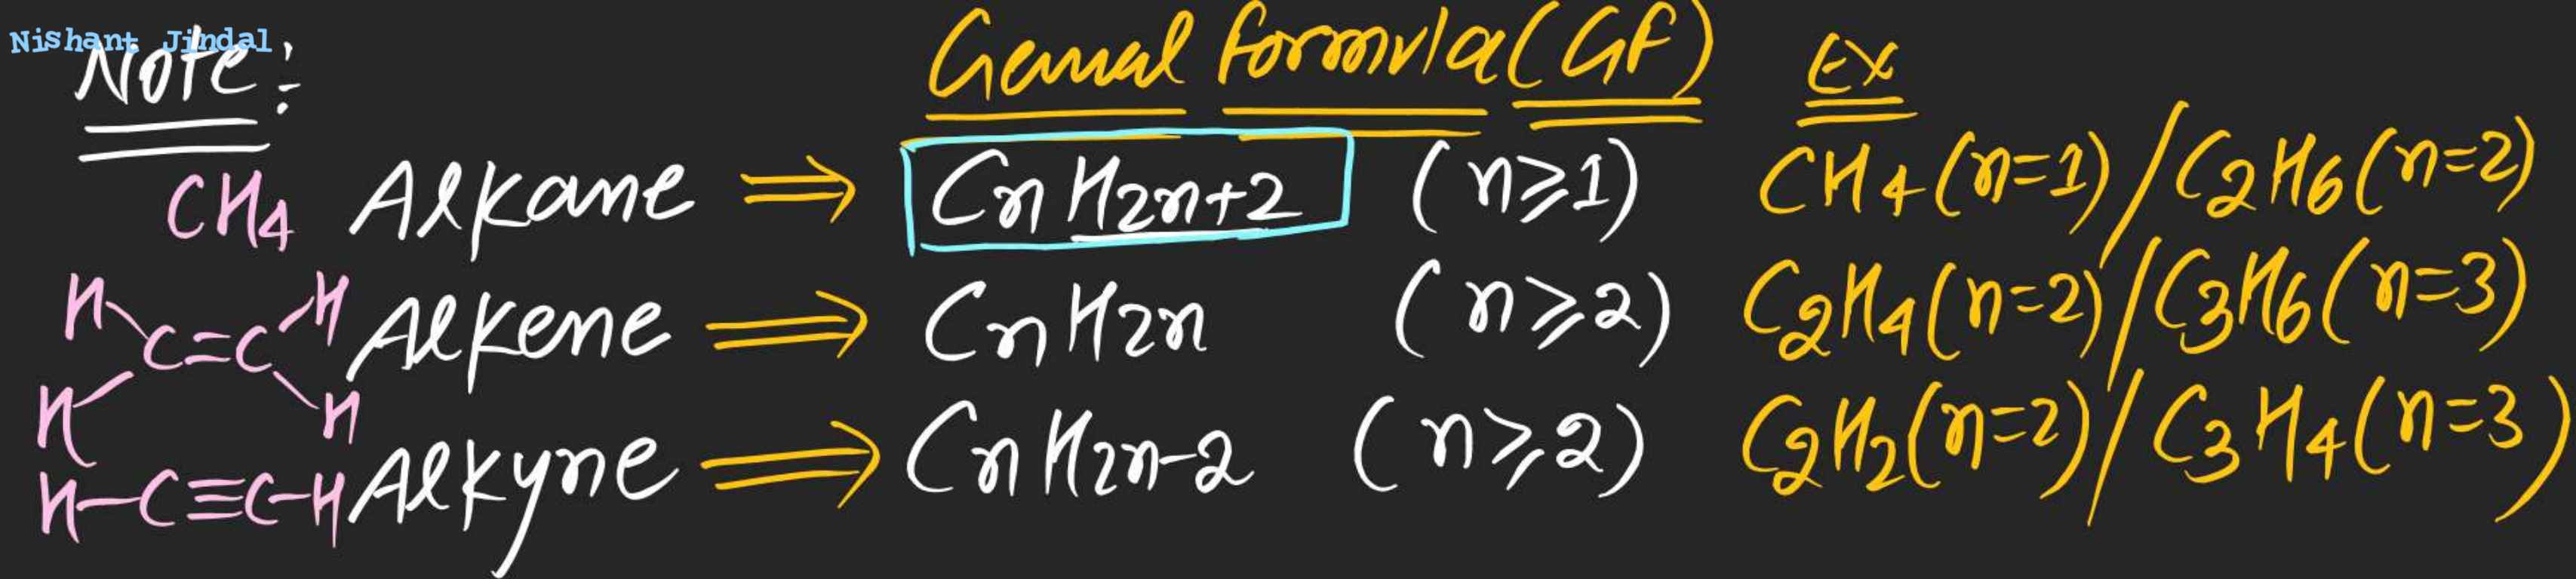 Nishant Jindal
Note: General Formula (GF) Ex
CH4 Alkane ⇒ CnH2n+2 (n≥1) CH4(n=1)/C2H6(n=2)
H H
C=C Alkene ⇒ CnH2n (n≥2) C2H4(n=2)/C3H6(n=3)
H H
H-C≡C-H Alkyne ⇒ CnH2n-2 (n≥2) C2H2(n=2)/C3H4(n=3)